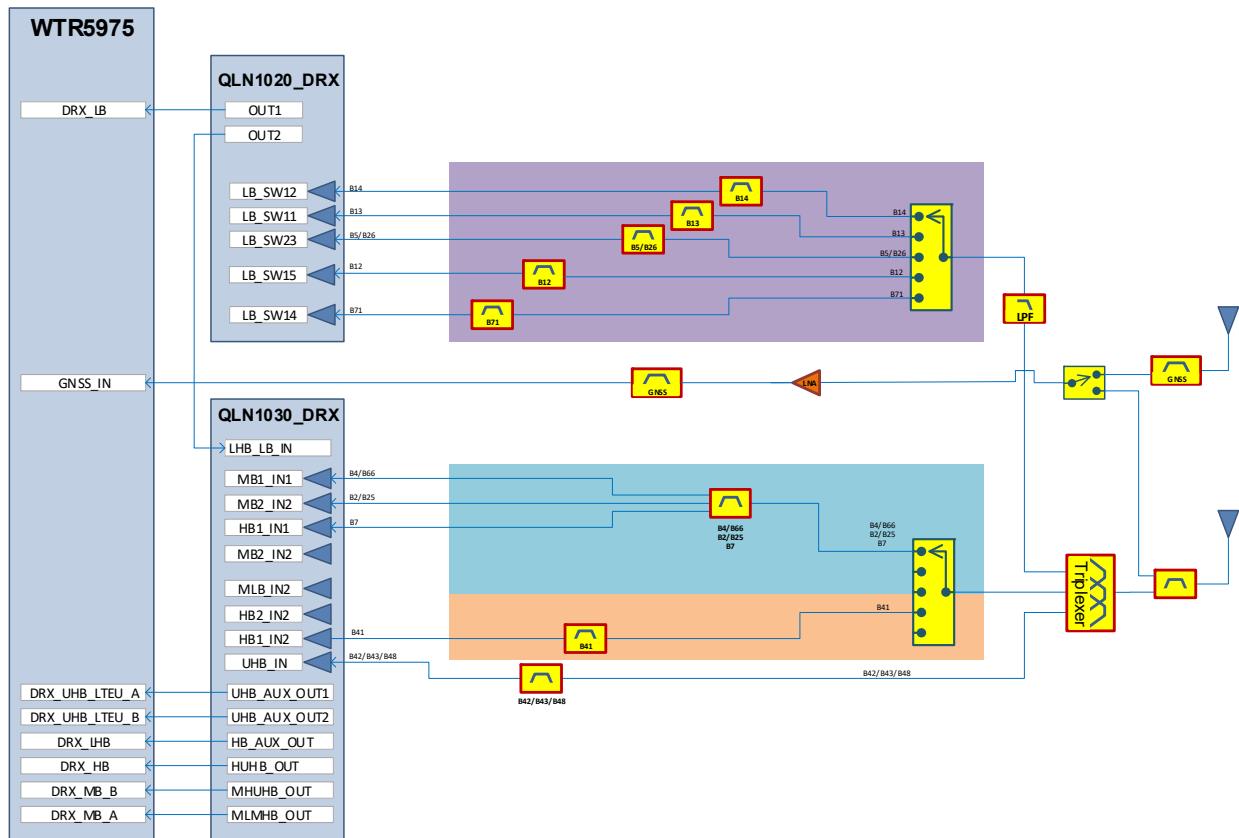 WTR5975
QLN1020_DRX
DRX_LB
OUT1
OUT2
LB_SW12
B14
B14
B14
LB_SW11
B13
B13
B13
LB_SW23
B5/B26
B5/B26
B5/B26
LB_SW15
B12
B12
B12
LB_SW14
B71
B71
B71
LPF
GNSS_IN
GNSS
LNA
GNSS
QLN1030_DRX
LHB_LB_IN
MB1_IN1
B4/B66
MB2_IN2
B2/B25
HB1_IN1
B7
B4/B66
B2/B25
B7
B4/B66
B2/B25
B7
MB2_IN2
MLB_IN2
HB2_IN2
HB1_IN2
B41
B41
B41
UHB_IN
B42/B43/B48
B42/B43/B48
B42/B43/B48
Triplexer
DRX_UHB_LTEU_A
UHB_AUX_OUT1
DRX_UHB_LTEU_B
UHB_AUX_OUT2
DRX_LHB
HB_AUX_OUT
DRX_HB
HUHB_OUT
DRX_MB_B
MHUHB_OUT
DRX_MB_A
MLMHB_OUT